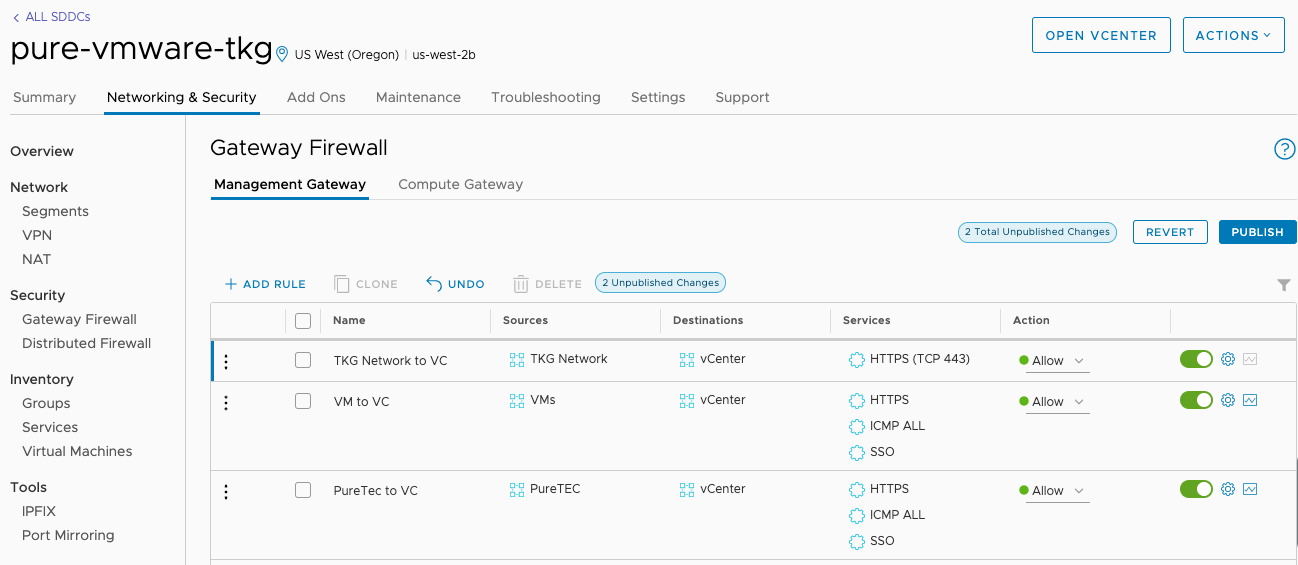 ALL SDDCs
pure-vmware-tkg US West (Oregon) us-west-2b
OPEN VCENTER ACTIONS
Summary Networking & Security Add Ons Maintenance Troubleshooting Settings Support
Overview
Network
Segments
VPN
NAT
Security
Gateway Firewall
Distributed Firewall
Inventory
Groups
Services
Virtual Machines
Tools
IPFIX
Port Mirroring
Gateway Firewall
?
Management Gateway Compute Gateway
2 Total Unpublished Changes REVERT PUBLISH
ADD RULE CLONE UNDO DELETE 2 Unpublished Changes
Name Sources Destinations Services Action
TKG Network to VC TKG Network vCenter HTTPS (TCP 443) Allow
VM to VC VMs vCenter HTTPS Allow
ICMP ALL
SSO
PureTec to VC PureTEC vCenter HTTPS Allow
ICMP ALL
SSO